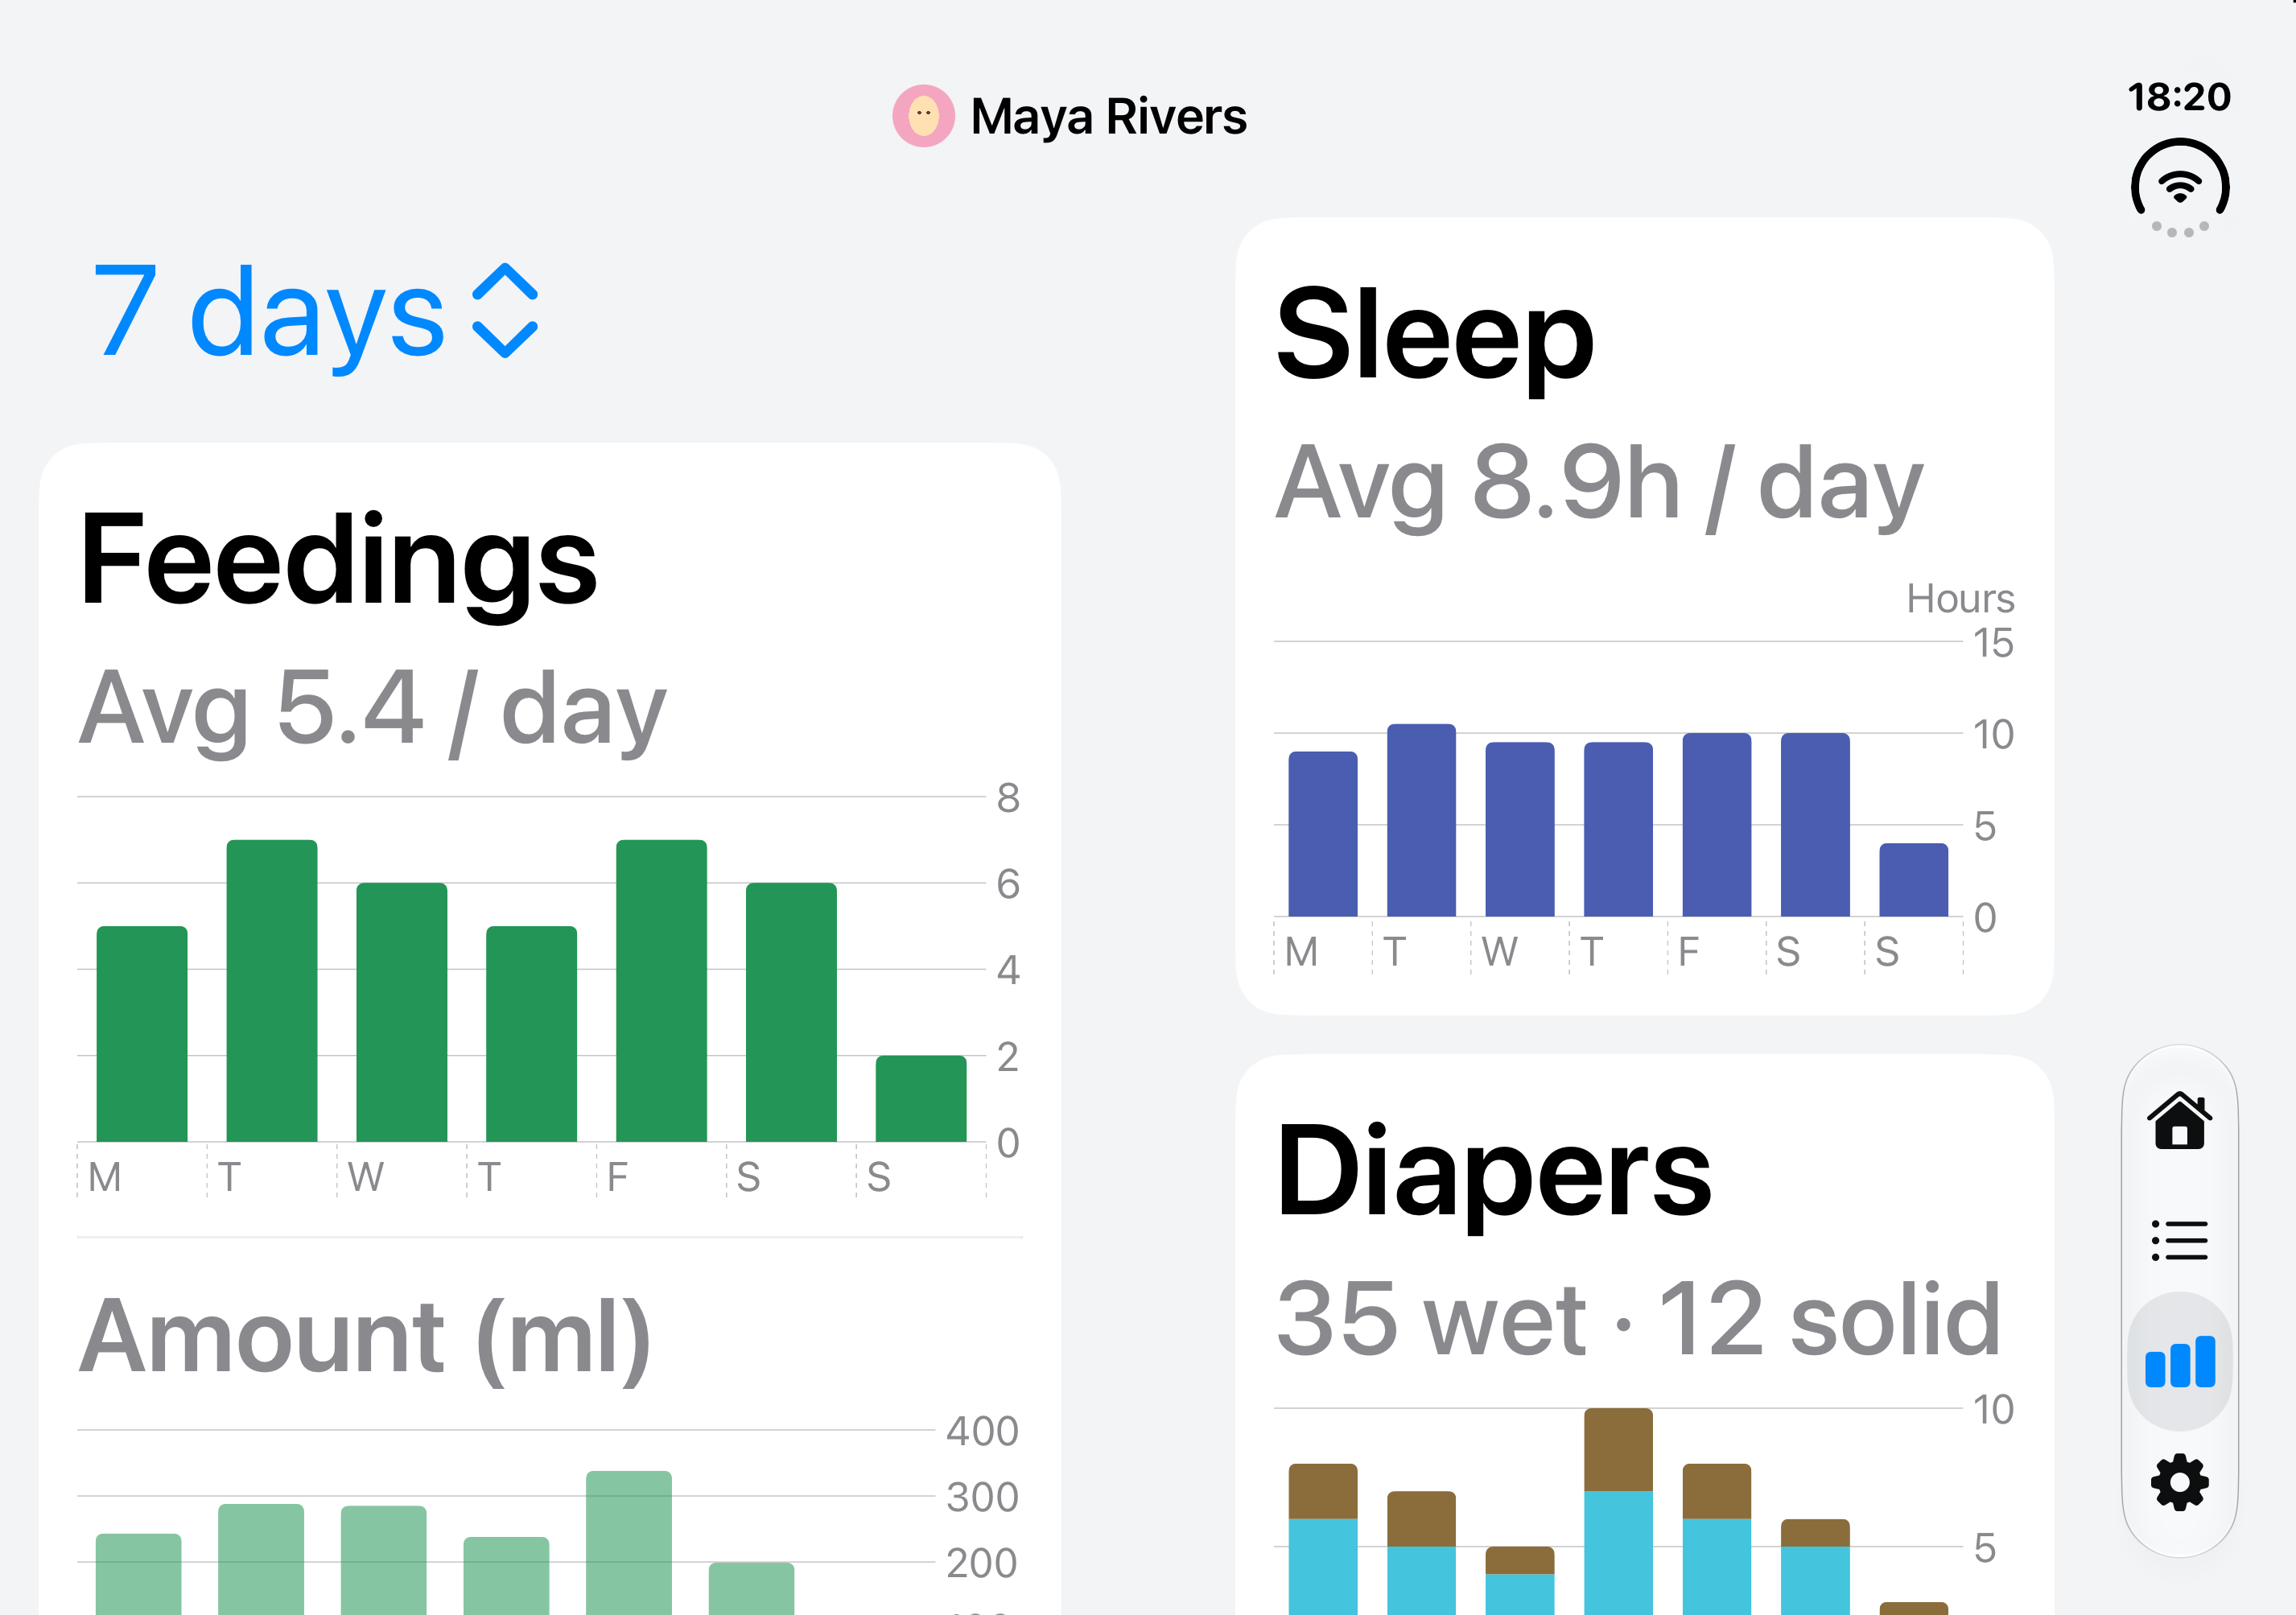 Maya Rivers
18:20
7 days
Feedings
Avg 5.4 / day
8
6
4
2
0
M T W T F S S
Amount (ml)
400
300
200
Sleep
Avg 8.9h / day
Hours
15
10
5
0
M T W T F S S
Diapers
35 wet · 12 solid
10
5